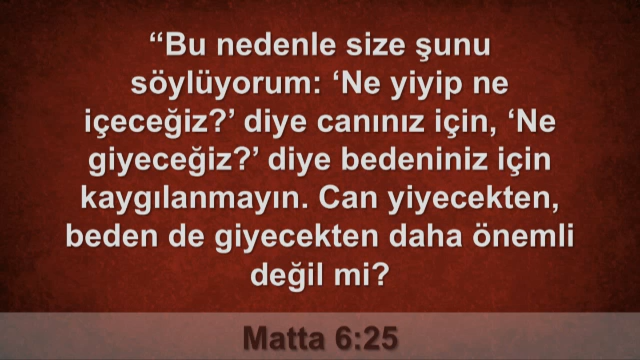 “Bu nedenle size şunu
söylüyorum: ‘Ne yiyip ne
içeceğiz?’ diye canınız için, ‘Ne
giyeceğiz?’ diye bedeniniz için
kaygılanmayın. Can yiyecekten,
beden de giyecekten daha önemli
değil mi?
Matta 6:25